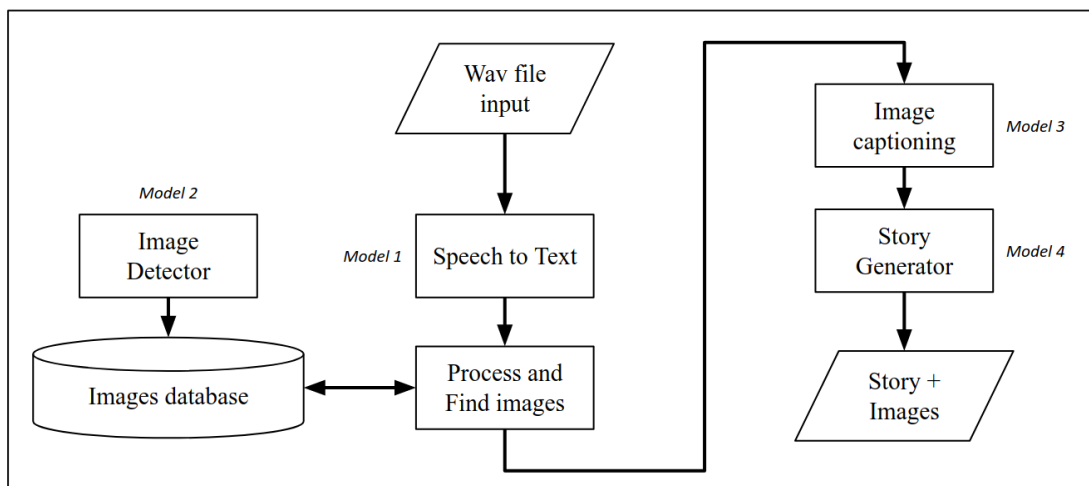 Wav file
input
Image
captioning
Model 3
Model 2
Image
Detector
Model 1
Speech to Text
Story
Generator
Model 4
Images database
Process and
Find images
Story +
Images